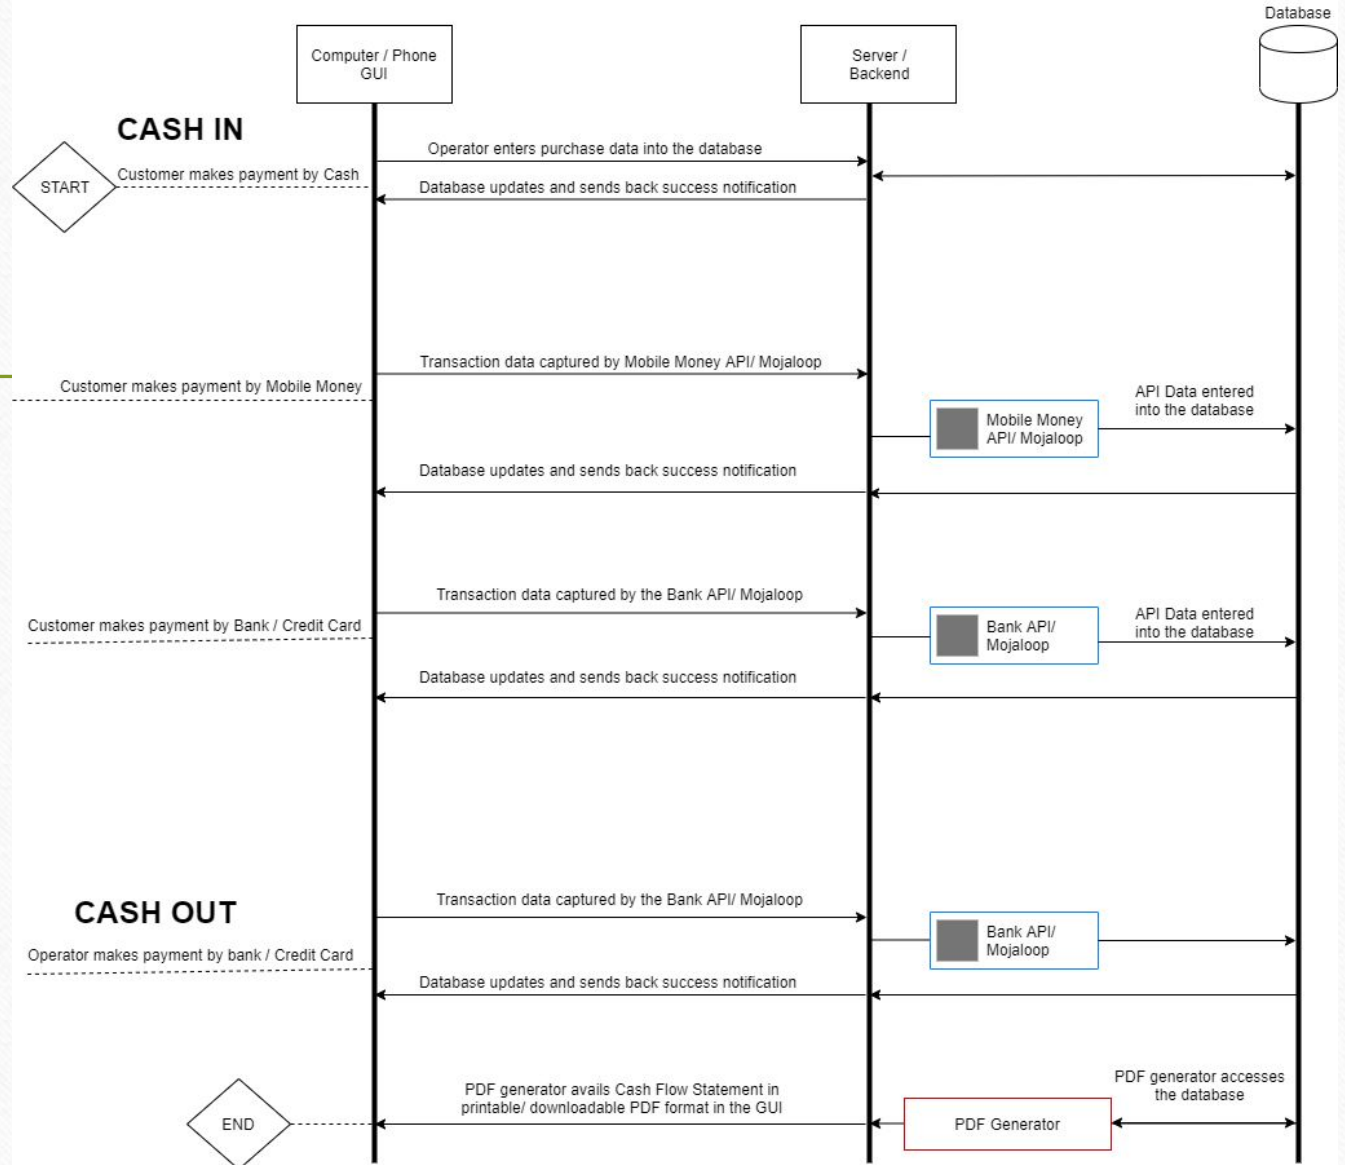 Database
Computer / Phone
GUI
Server /
Backend
CASH IN
START
Customer makes payment by Cash
Operator enters purchase data into the database
Database updates and sends back success notification
Transaction data captured by Mobile Money API/ Mojaloop
Customer makes payment by Mobile Money
Mobile Money
API/ Mojaloop
API Data entered
into the database
Database updates and sends back success notification
Transaction data captured by the Bank API/ Mojaloop
Customer makes payment by Bank / Credit Card
Bank API/
Mojaloop
API Data entered
into the database
Database updates and sends back success notification
CASH OUT
Transaction data captured by the Bank API/ Mojaloop
Operator makes payment by bank / Credit Card
Bank API/
Mojaloop
Database updates and sends back success notification
END
PDF generator avails Cash Flow Statement in
printable/ downloadable PDF format in the GUI
PDF Generator
PDF generator accesses
the database